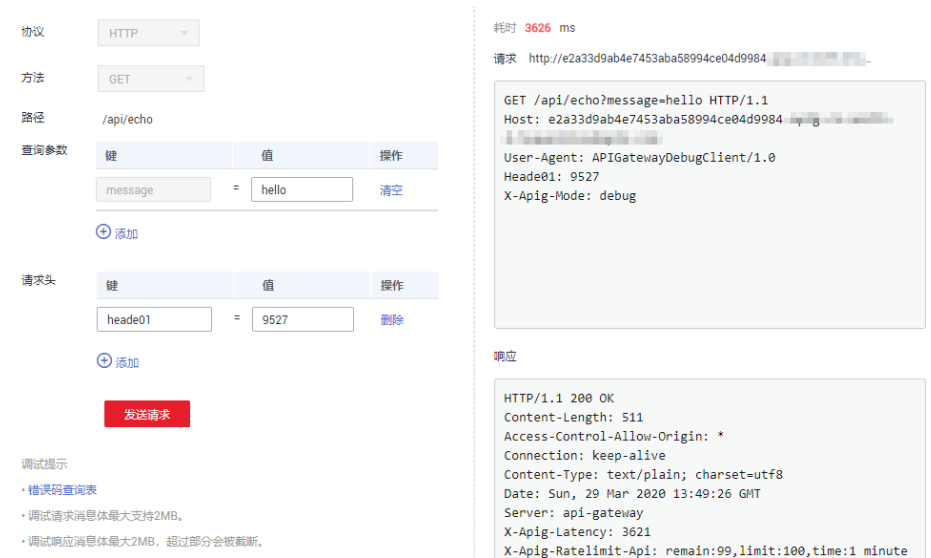 协议
HTTP
方法
GET
路径
/api/echo
查询参数
键 值 操作
message = hello 清空
添加
请求头
键 值 操作
heade01 = 9527 删除
添加
发送请求
调试提示
·错误码查询表
·调试请求消息体最大支持2MB。
·调试响应消息体最大2MB，超过部分会被截断。
耗时 3626 ms
请求 http://e2a33d9ab4e7453aba58994ce04d9984
GET /api/echo?message=hello HTTP/1.1
Host: e2a33d9ab4e7453aba58994ce04d9984
User-Agent: APIGatewayDebugClient/1.0
Heade01: 9527
X-Apig-Mode: debug
响应
HTTP/1.1 200 OK
Content-Length: 511
Access-Control-Allow-Origin: *
Connection: keep-alive
Content-Type: text/plain; charset=utf8
Date: Sun, 29 Mar 2020 13:49:26 GMT
Server: api-gateway
X-Apig-Latency: 3621
X-Apig-Ratelimit-Api: remain:99,limit:100,time:1 minute